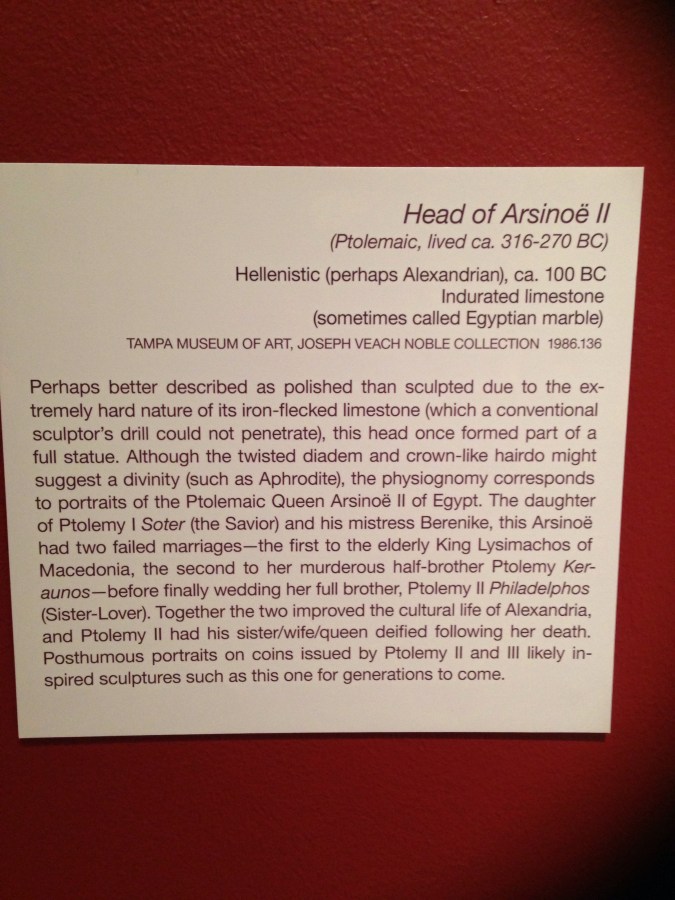 Head of Arsinoë II
(Ptolemaic, lived ca. 316-270 BC)
Hellenistic (perhaps Alexandrian), ca. 100 BC
Indurated limestone
(sometimes called Egyptian marble)
TAMPA MUSEUM OF ART, JOSEPH VEACH NOBLE COLLECTION 1986.136
Perhaps better described as polished than sculpted due to the ex-
tremely hard nature of its iron-flecked limestone (which a conventional
sculptor's drill could not penetrate), this head once formed part of a
full statue. Although the twisted diadem and crown-like hairdo might
suggest a divinity (such as Aphrodite), the physiognomy corresponds
to portraits of the Ptolemaic Queen Arsinoë II of Egypt. The daughter
of Ptolemy I Soter (the Savior) and his mistress Berenike, this Arsinoë
had two failed marriages—the first to the elderly King Lysimachos of
Macedonia, the second to her murderous half-brother Ptolemy Ker-
aunos—before finally wedding her full brother, Ptolemy II Philadelphos
(Sister-Lover). Together the two improved the cultural life of Alexandria,
and Ptolemy II had his sister/wife/queen deified following her death.
Posthumous portraits on coins issued by Ptolemy II and III likely in-
spired sculptures such as this one for generations to come.